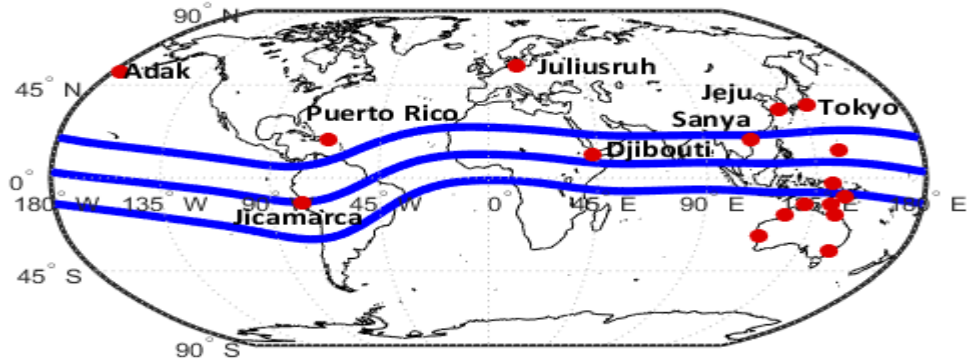 90° N
Adak
Juliusruh
45° N
Jeju
Puerto Rico
Tokyo
Sanya
Djibouti
0°
180° W 135° W 90° W 45° W 0° 45° E 90° E 180° E
Jicamarca
45° S
90° S